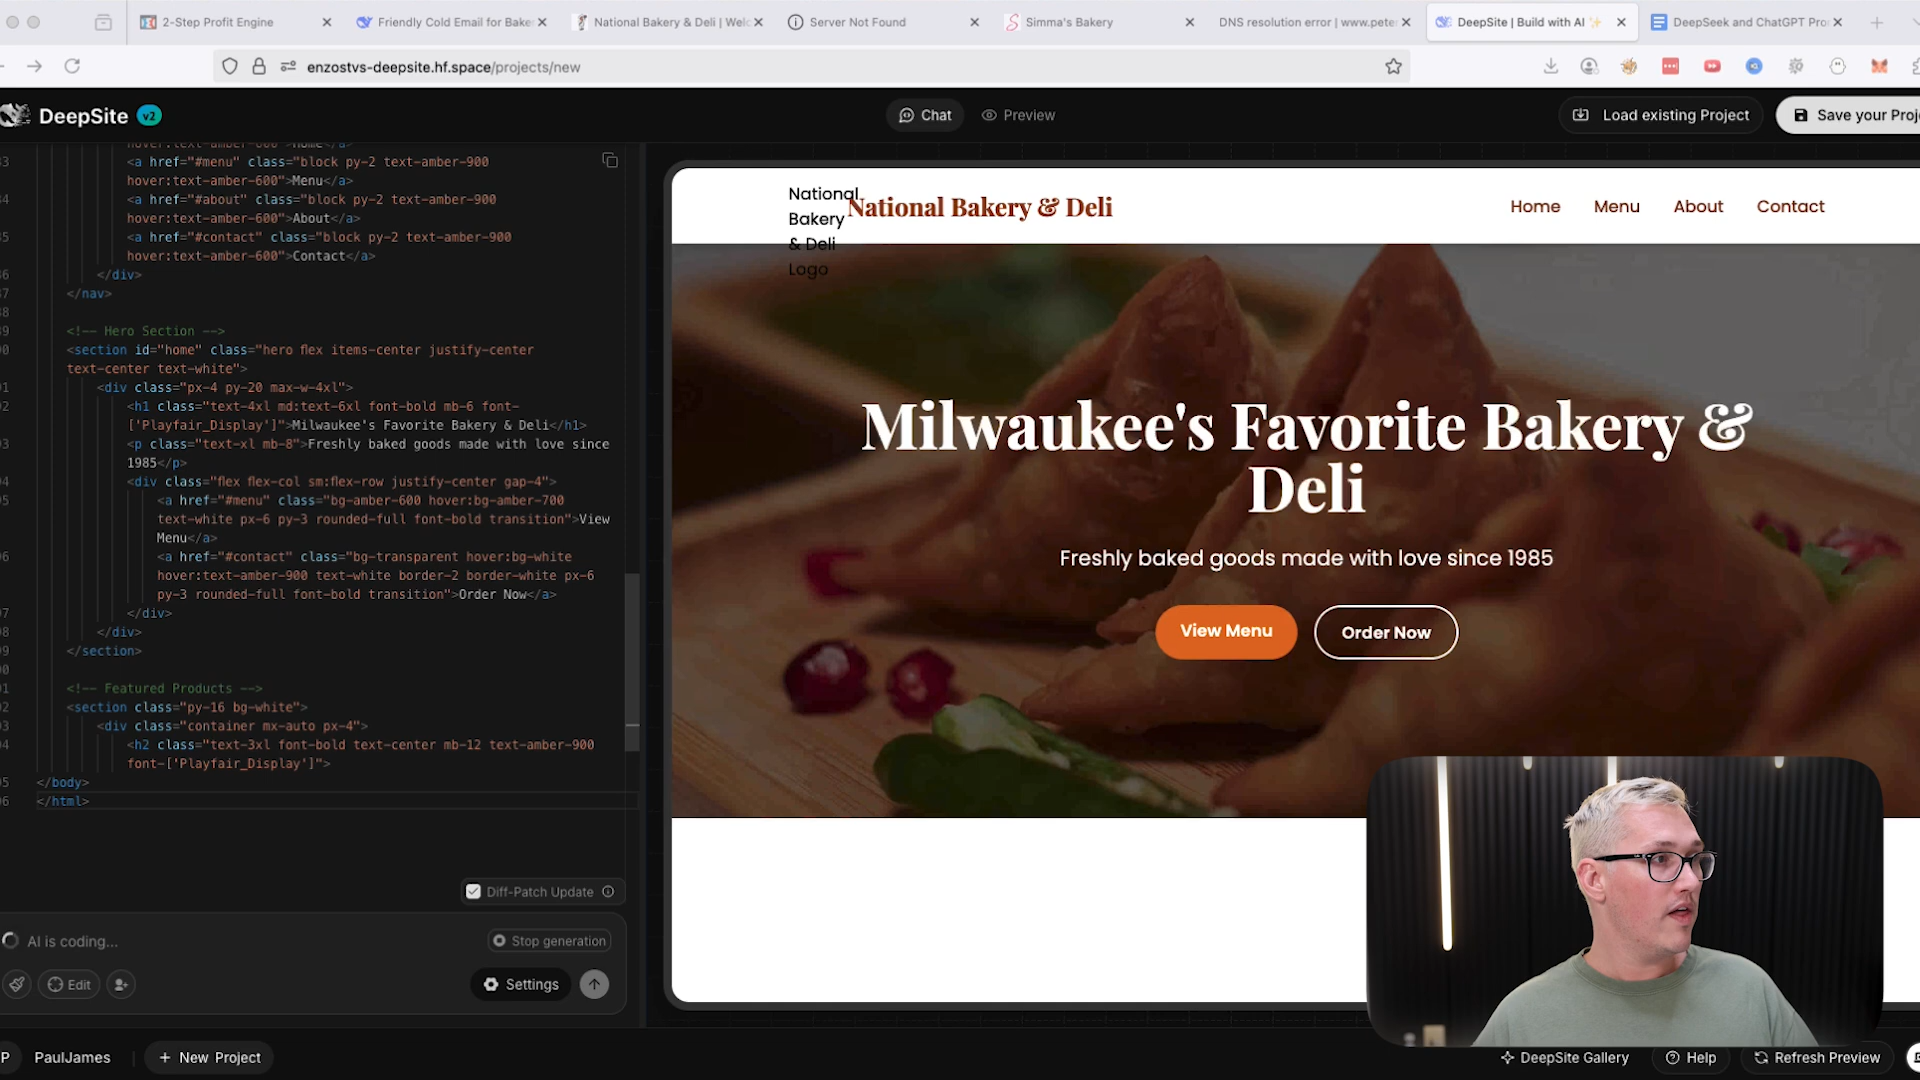 2-Step Profit Engine
Friendly Cold Email for Baker
National Bakery & Deli | Welc
Server Not Found
Simma's Bakery
DNS resolution error | www.peter
DeepSite | Build with AI ✨
DeepSeek and ChatGPT Pro
enzostvs-deepsite.hf.space/projects/new
DeepSite v2
Chat
Preview
Load existing Project
Save your Proj
hover:text-amber-600">Home</a>
<a href="#menu" class="block py-2 text-amber-900
hover:text-amber-600">Menu</a>
<a href="#about" class="block py-2 text-amber-900
hover:text-amber-600">About</a>
<a href="#contact" class="block py-2 text-amber-900
hover:text-amber-600">Contact</a>
</div>
</nav>
<!-- Hero Section -->
<section id="home" class="hero flex items-center justify-center
text-center text-white">
<div class="px-4 py-20 max-w-4xl">
<h1 class="text-4xl md:text-6xl font-bold mb-6 font-
['Playfair_Display']">Milwaukee's Favorite Bakery & Deli</h1>
<p class="text-xl mb-8">Freshly baked goods made with love since
1985</p>
<div class="flex flex-col sm:flex-row justify-center gap-4">
<a href="#menu" class="bg-amber-600 hover:bg-amber-700
text-white px-6 py-3 rounded-full font-bold transition">View
Menu</a>
<a href="#contact" class="bg-transparent hover:bg-white
hover:text-amber-900 text-white border-2 border-white px-6
py-3 rounded-full font-bold transition">Order Now</a>
</div>
</div>
</section>
<!-- Featured Products -->
<section class="py-16 bg-white">
<div class="container mx-auto px-4">
<h2 class="text-3xl font-bold text-center mb-12 text-amber-900
font-['Playfair_Display']">
</body>
</html>
Diff-Patch Update
AI is coding...
Stop generation
Edit
Settings
National
Bakery
& Deli
Logo
National Bakery & Deli
Home
Menu
About
Contact
Milwaukee's Favorite Bakery &
Deli
Freshly baked goods made with love since 1985
View Menu
Order Now
P
PaulJames
+ New Project
DeepSite Gallery
Help
Refresh Preview